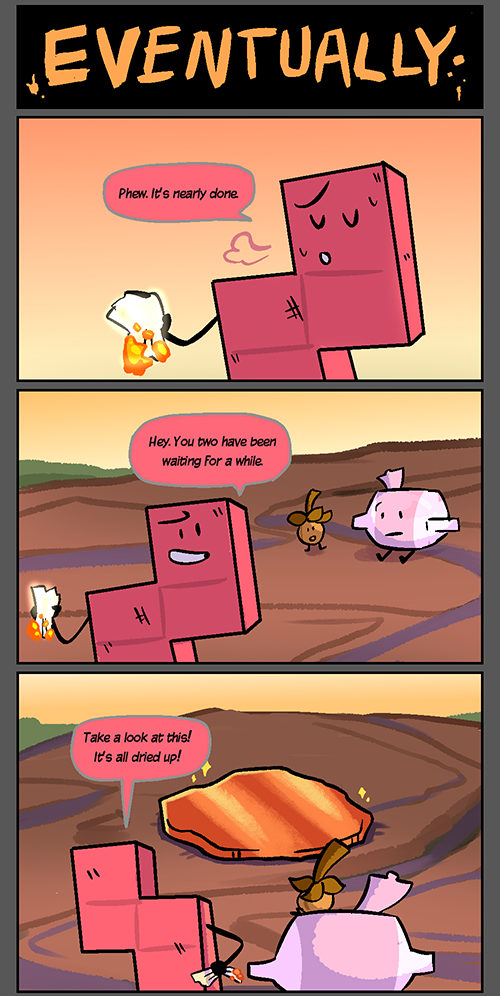 EVENTUALLY.
Phew. It's nearly done.
Hey. You two have been
waiting for a while.
Take a look at this!
It's all dried up!